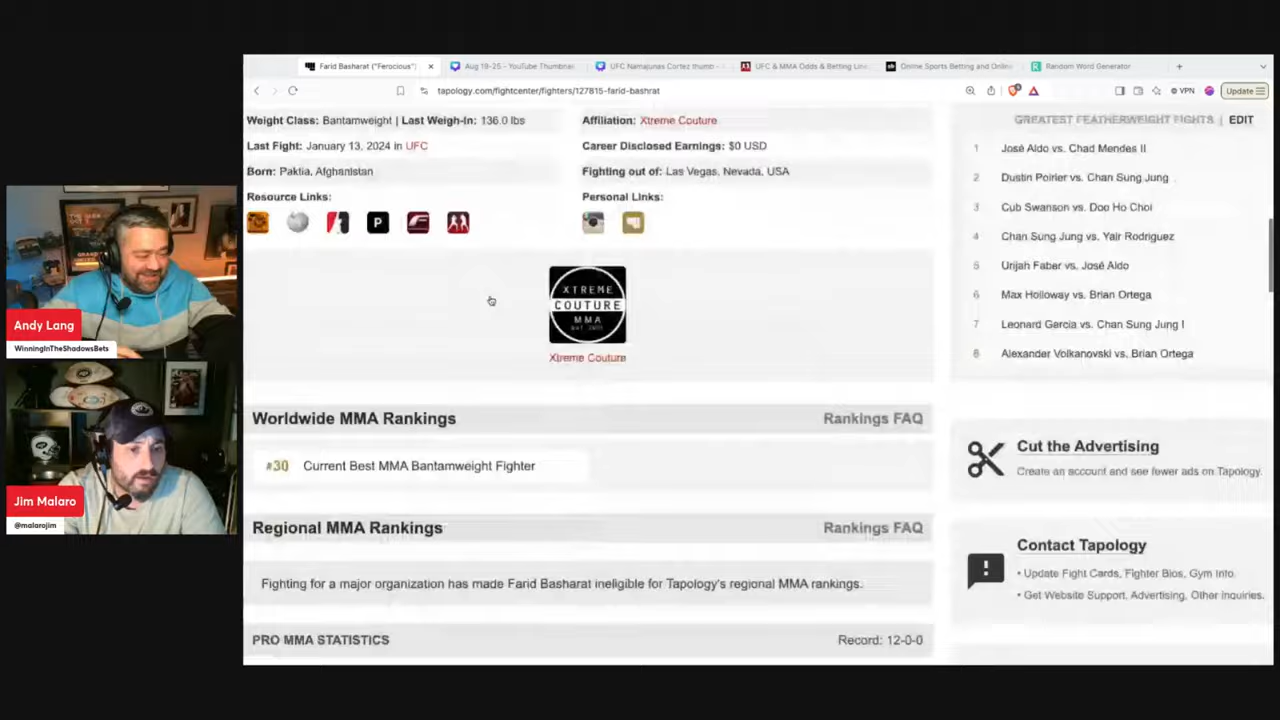 Farid Basharat ("Ferocious")
Aug 19-25 - YouTube Thumbnai
UFC Namajunas Cortez thumb -
UFC & MMA Odds & Betting Line
Online Sports Betting and Online
Random Word Generator
tapology.com/fightcenter/fighters/127815-farid-bashrat
VPN
Update
Weight Class: Bantamweight | Last Weigh-In: 136.0 lbs
Affiliation: Xtreme Couture
Last Fight: January 13, 2024 in UFC
Career Disclosed Earnings: $0 USD
Born: Paktia, Afghanistan
Fighting out of: Las Vegas, Nevada, USA
Resource Links:
Personal Links:
XTREME
COUTURE
MMA
Xtreme Couture
Worldwide MMA Rankings
Rankings FAQ
#30 Current Best MMA Bantamweight Fighter
Regional MMA Rankings
Rankings FAQ
Fighting for a major organization has made Farid Basharat ineligible for Tapology's regional MMA rankings.
PRO MMA STATISTICS
Record: 12-0-0
GREATEST FEATHERWEIGHT FIGHTS | EDIT
1 José Aldo vs. Chad Mendes II
2 Dustin Poirier vs. Chan Sung Jung
3 Cub Swanson vs. Doo Ho Choi
4 Chan Sung Jung vs. Yair Rodriguez
5 Urijah Faber vs. José Aldo
6 Max Holloway vs. Brian Ortega
7 Leonard Garcia vs. Chan Sung Jung I
8 Alexander Volkanovski vs. Brian Ortega
Cut the Advertising
Create an account and see fewer ads on Tapology.
Contact Tapology
• Update Fight Cards, Fighter Bios, Gym Info.
• Get Website Support, Advertising, Other Inquiries.
Andy Lang
WinningInTheShadowsBets
Jim Malaro
@malarojim